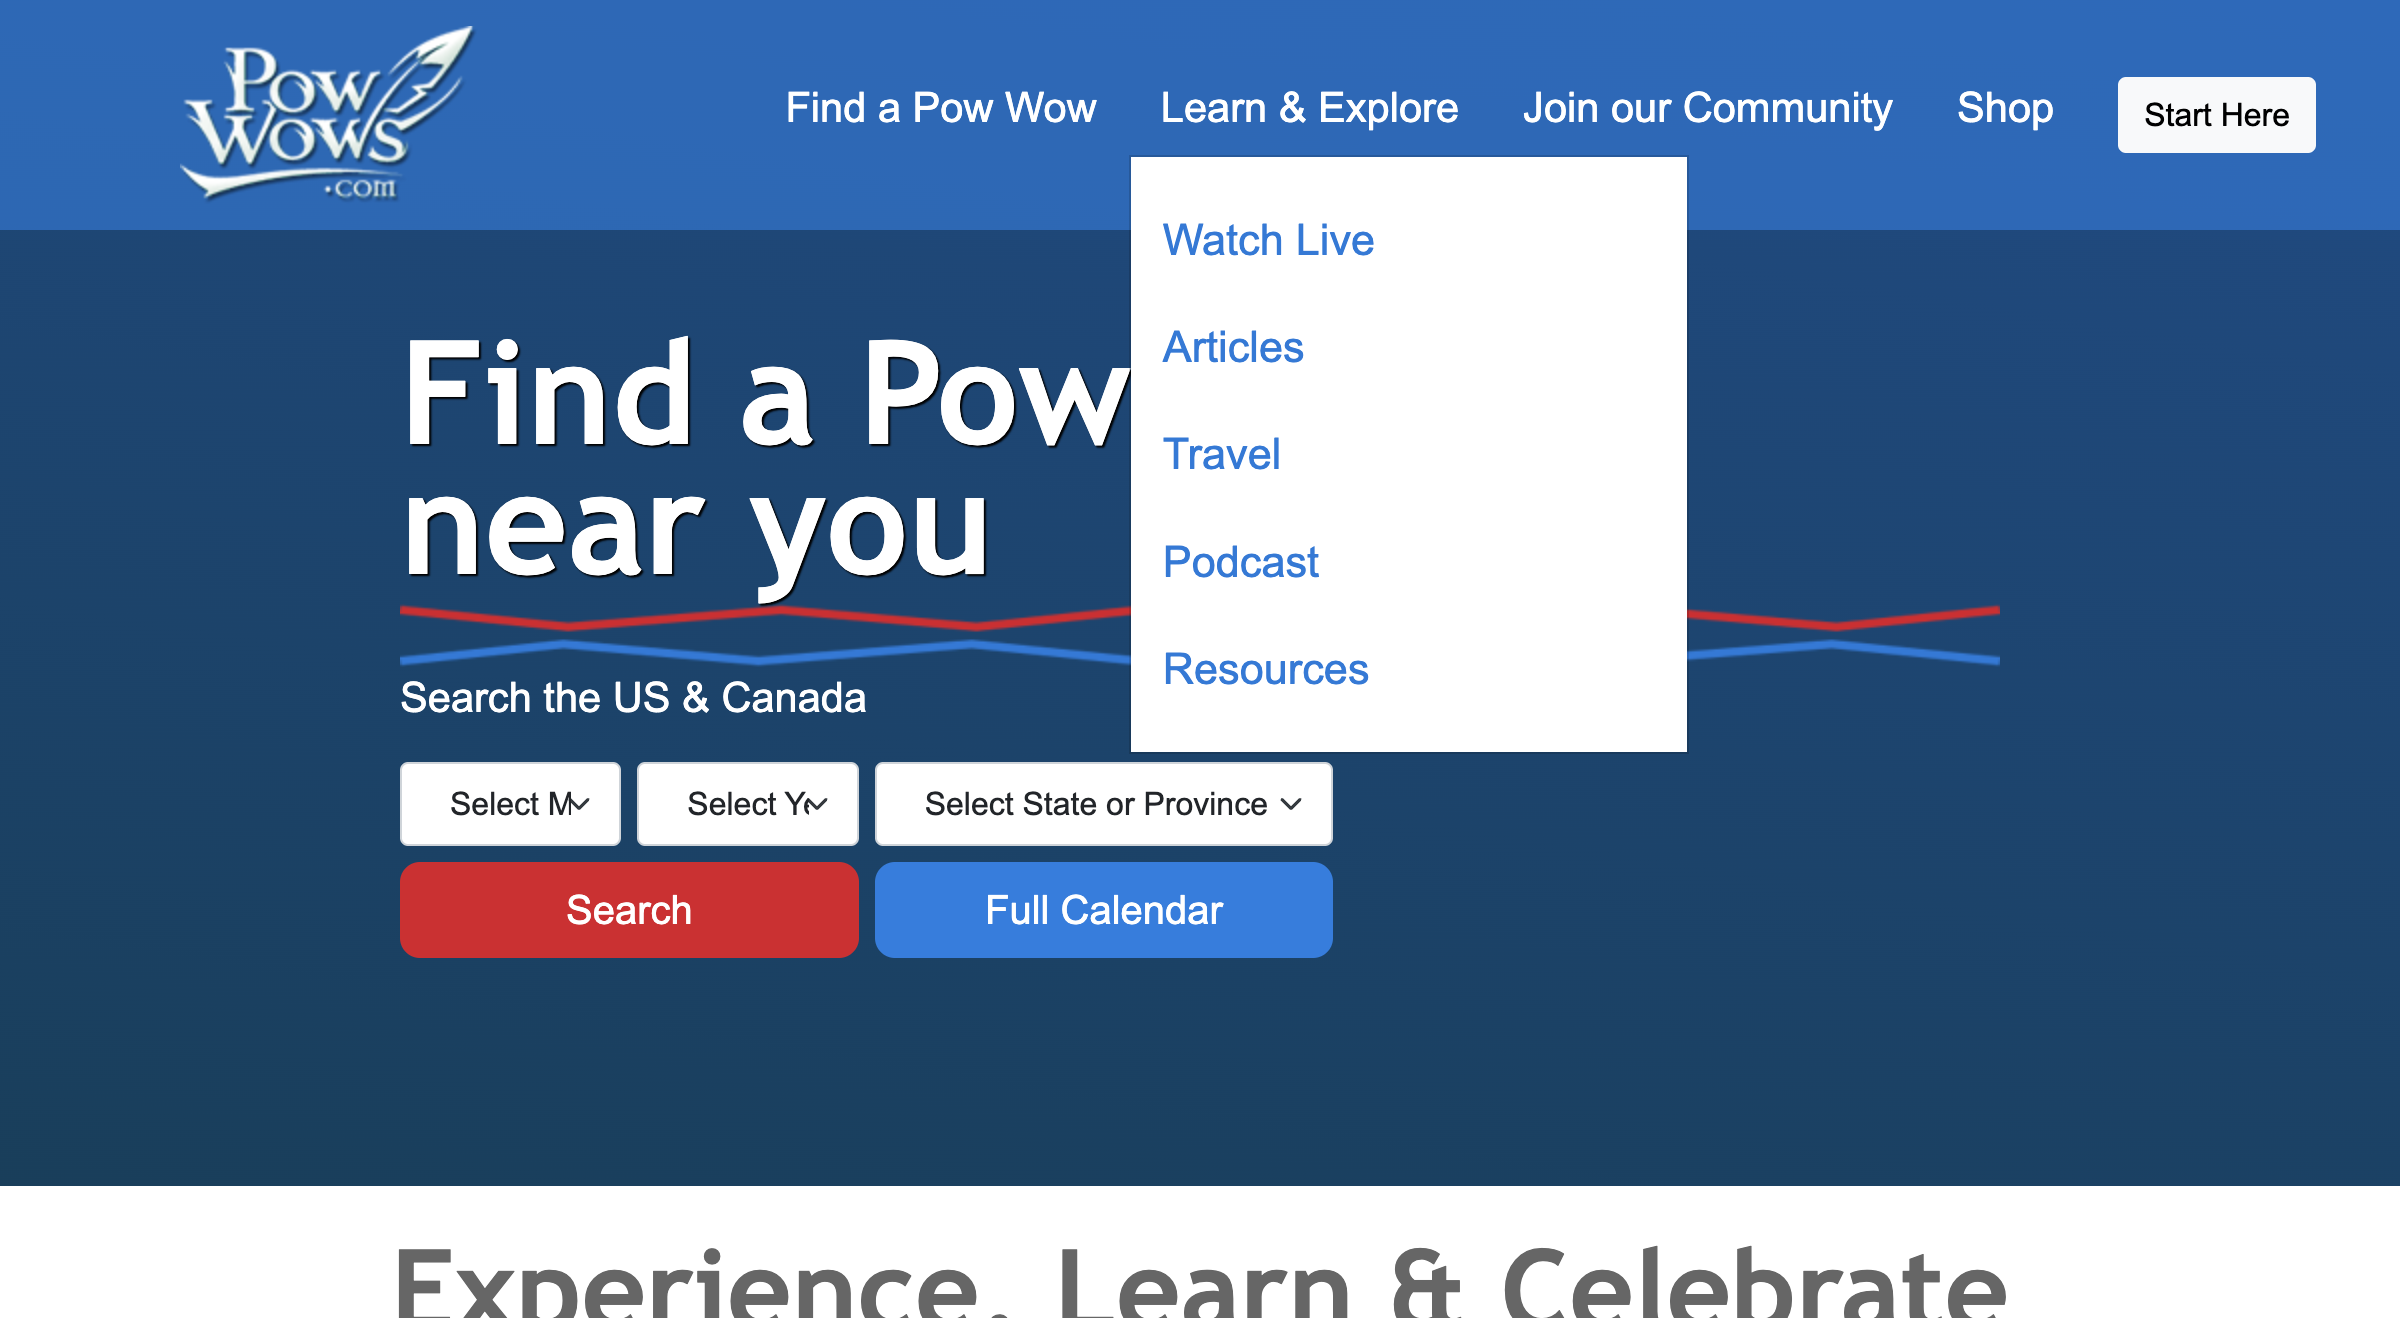 Pow
Wows
.com
Find a Pow Wow
Learn & Explore
Join our Community
Shop
Start Here
Watch Live
Articles
Travel
Podcast
Resources
Find a Pow
near you
Search the US & Canada
Select M
Select Ye
Select State or Province
Search
Full Calendar
Experience, Learn & Celebrate